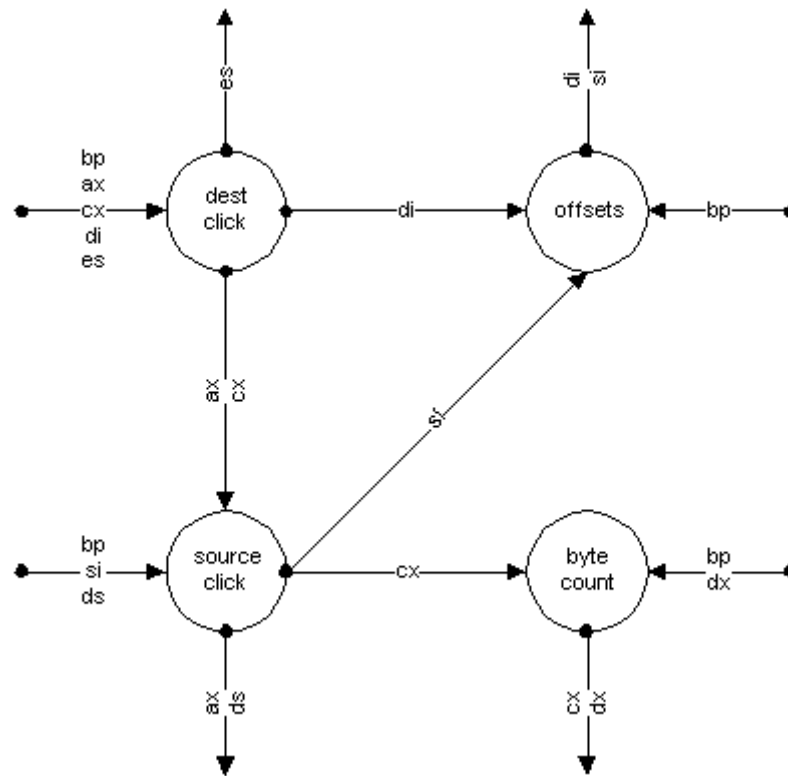 es
di
si
bp
ax
cx
di
es
dest
click
di
offsets
bp
ax
cx
si
bp
si
ds
source
click
cx
byte
count
bp
dx
ax
ds
cx
dx